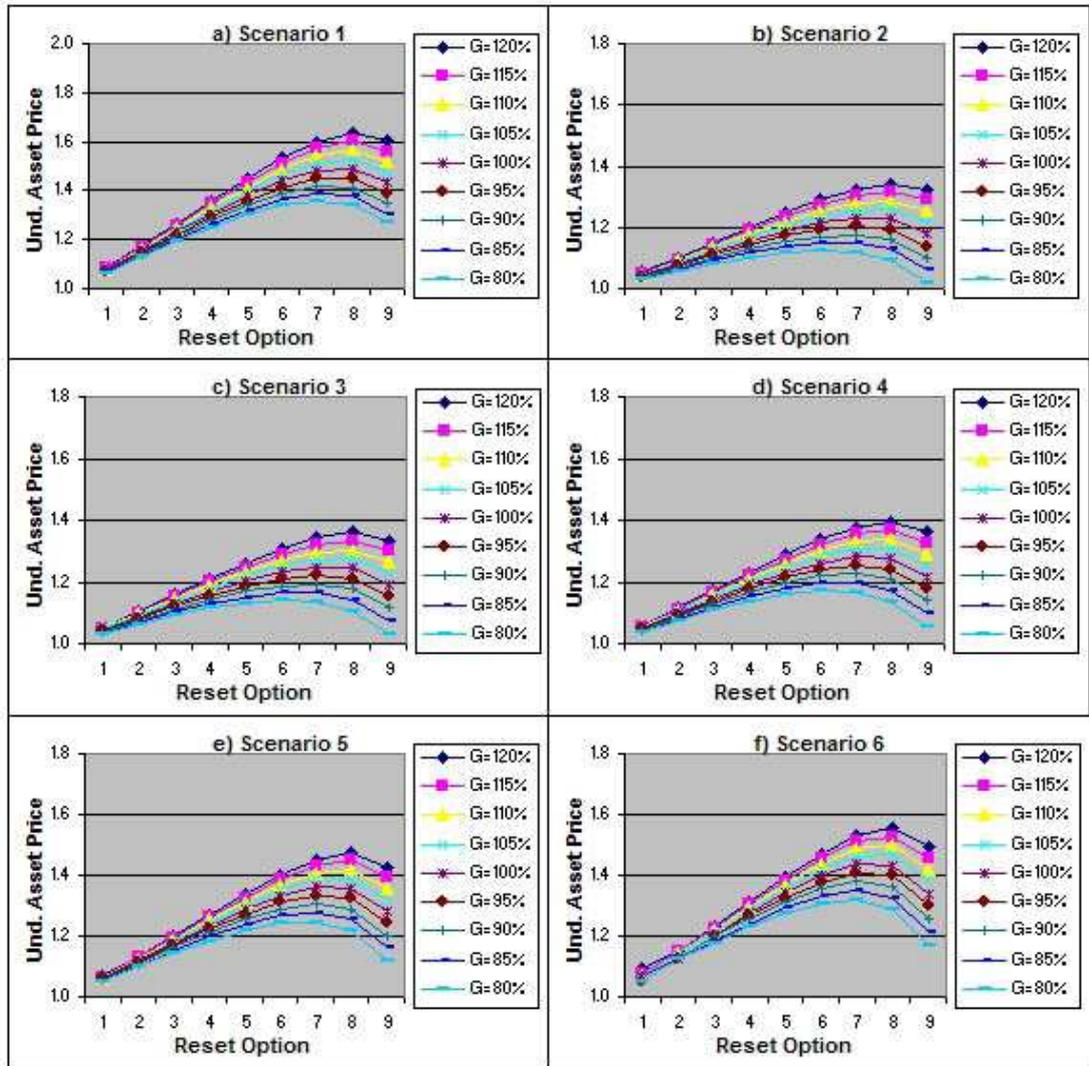 a) Scenario 1
Und. Asset Price
2.0
1.8
1.6
1.4
1.2
1.0
1 2 3 4 5 6 7 8 9
Reset Option
G=120%
G=115%
G=110%
G=105%
G=100%
G=95%
G=90%
G=85%
G=80%
b) Scenario 2
Und. Asset Price
1.8
1.6
1.4
1.2
1.0
1 2 3 4 5 6 7 8 9
Reset Option
G=120%
G=115%
G=110%
G=105%
G=100%
G=95%
G=90%
G=85%
G=80%
c) Scenario 3
Und. Asset Price
1.8
1.6
1.4
1.2
1.0
1 2 3 4 5 6 7 8 9
Reset Option
G=120%
G=115%
G=110%
G=105%
G=100%
G=95%
G=90%
G=85%
G=80%
d) Scenario 4
Und. Asset Price
1.8
1.6
1.4
1.2
1.0
1 2 3 4 5 6 7 8 9
Reset Option
G=120%
G=115%
G=110%
G=105%
G=100%
G=95%
G=90%
G=85%
G=80%
e) Scenario 5
Und. Asset Price
1.8
1.6
1.4
1.2
1.0
1 2 3 4 5 6 7 8 9
Reset Option
G=120%
G=115%
G=110%
G=105%
G=100%
G=95%
G=90%
G=85%
G=80%
f) Scenario 6
Und. Asset Price
1.8
1.6
1.4
1.2
1.0
1 2 3 4 5 6 7 8 9
Reset Option
G=120%
G=115%
G=110%
G=105%
G=100%
G=95%
G=90%
G=85%
G=80%